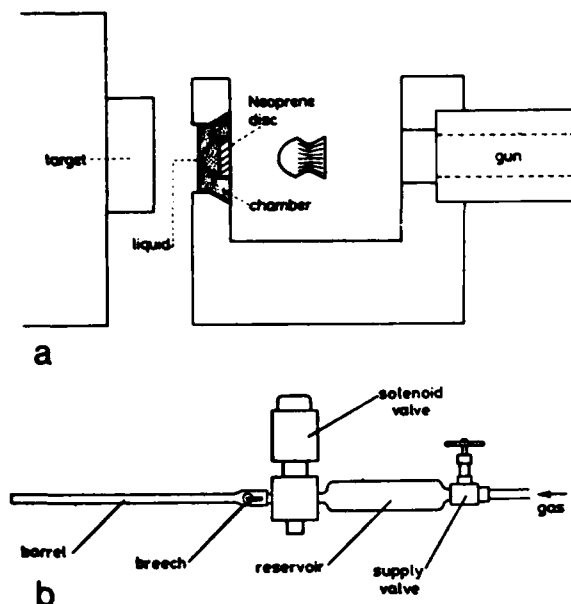 Neoprene
disc
target
gun
chamber
liquid
a
solenoid
valve
gas
barrel
breech
reservoir
supply
valve
b